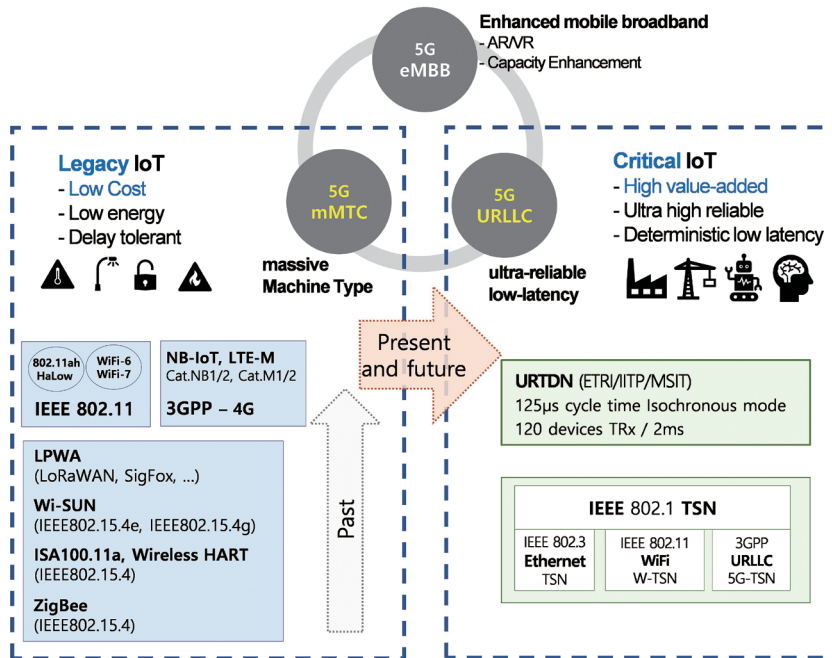 5G
eMBB
Enhanced mobile broadband
- AR/VR
- Capacity Enhancement
Legacy IoT
- Low Cost
- Low energy
- Delay tolerant
5G
mMTC
massive
Machine Type
5G
URLLC
ultra-reliable
low-latency
Critical IoT
- High value-added
- Ultra high reliable
- Deterministic low latency
802.11ah
HaLow
WiFi-6
WiFi-7
IEEE 802.11
NB-IoT, LTE-M
Cat.NB1/2, Cat.M1/2
3GPP – 4G
LPWA
(LoRaWAN, SigFox, ...)
Wi-SUN
(IEEE802.15.4e, IEEE802.15.4g)
ISA100.11a, Wireless HART
(IEEE802.15.4)
ZigBee
(IEEE802.15.4)
Past
Present
and future
URTDN (ETRI/IITP/MSIT)
125µs cycle time Isochronous mode
120 devices TRx / 2ms
IEEE 802.1 TSN
IEEE 802.3
Ethernet
TSN
IEEE 802.11
WiFi
W-TSN
3GPP
URLLC
5G-TSN